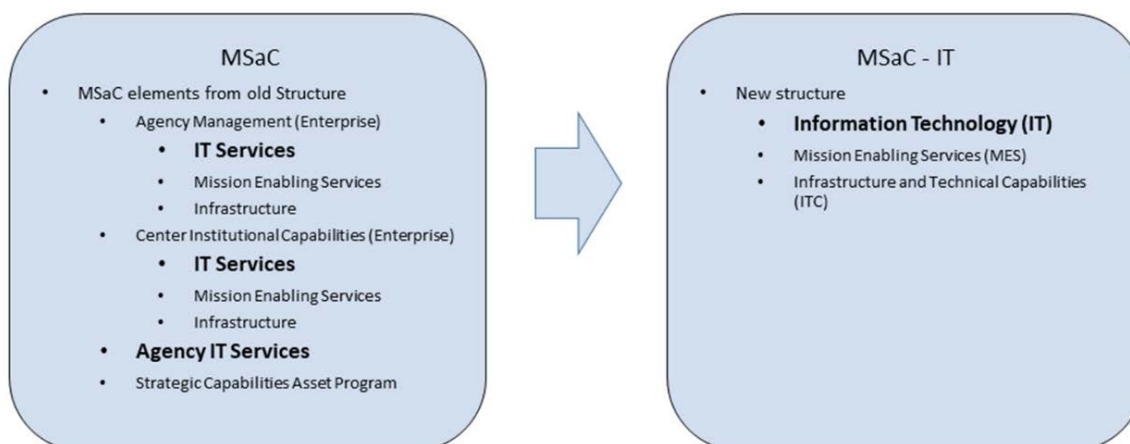 MSaC
• MSaC elements from old Structure
• Agency Management (Enterprise)
• IT Services
• Mission Enabling Services
• Infrastructure
• Center Institutional Capabilities (Enterprise)
• IT Services
• Mission Enabling Services
• Infrastructure
• Agency IT Services
• Strategic Capabilities Asset Program
MSaC - IT
• New structure
• Information Technology (IT)
• Mission Enabling Services (MES)
• Infrastructure and Technical Capabilities
(ITC)